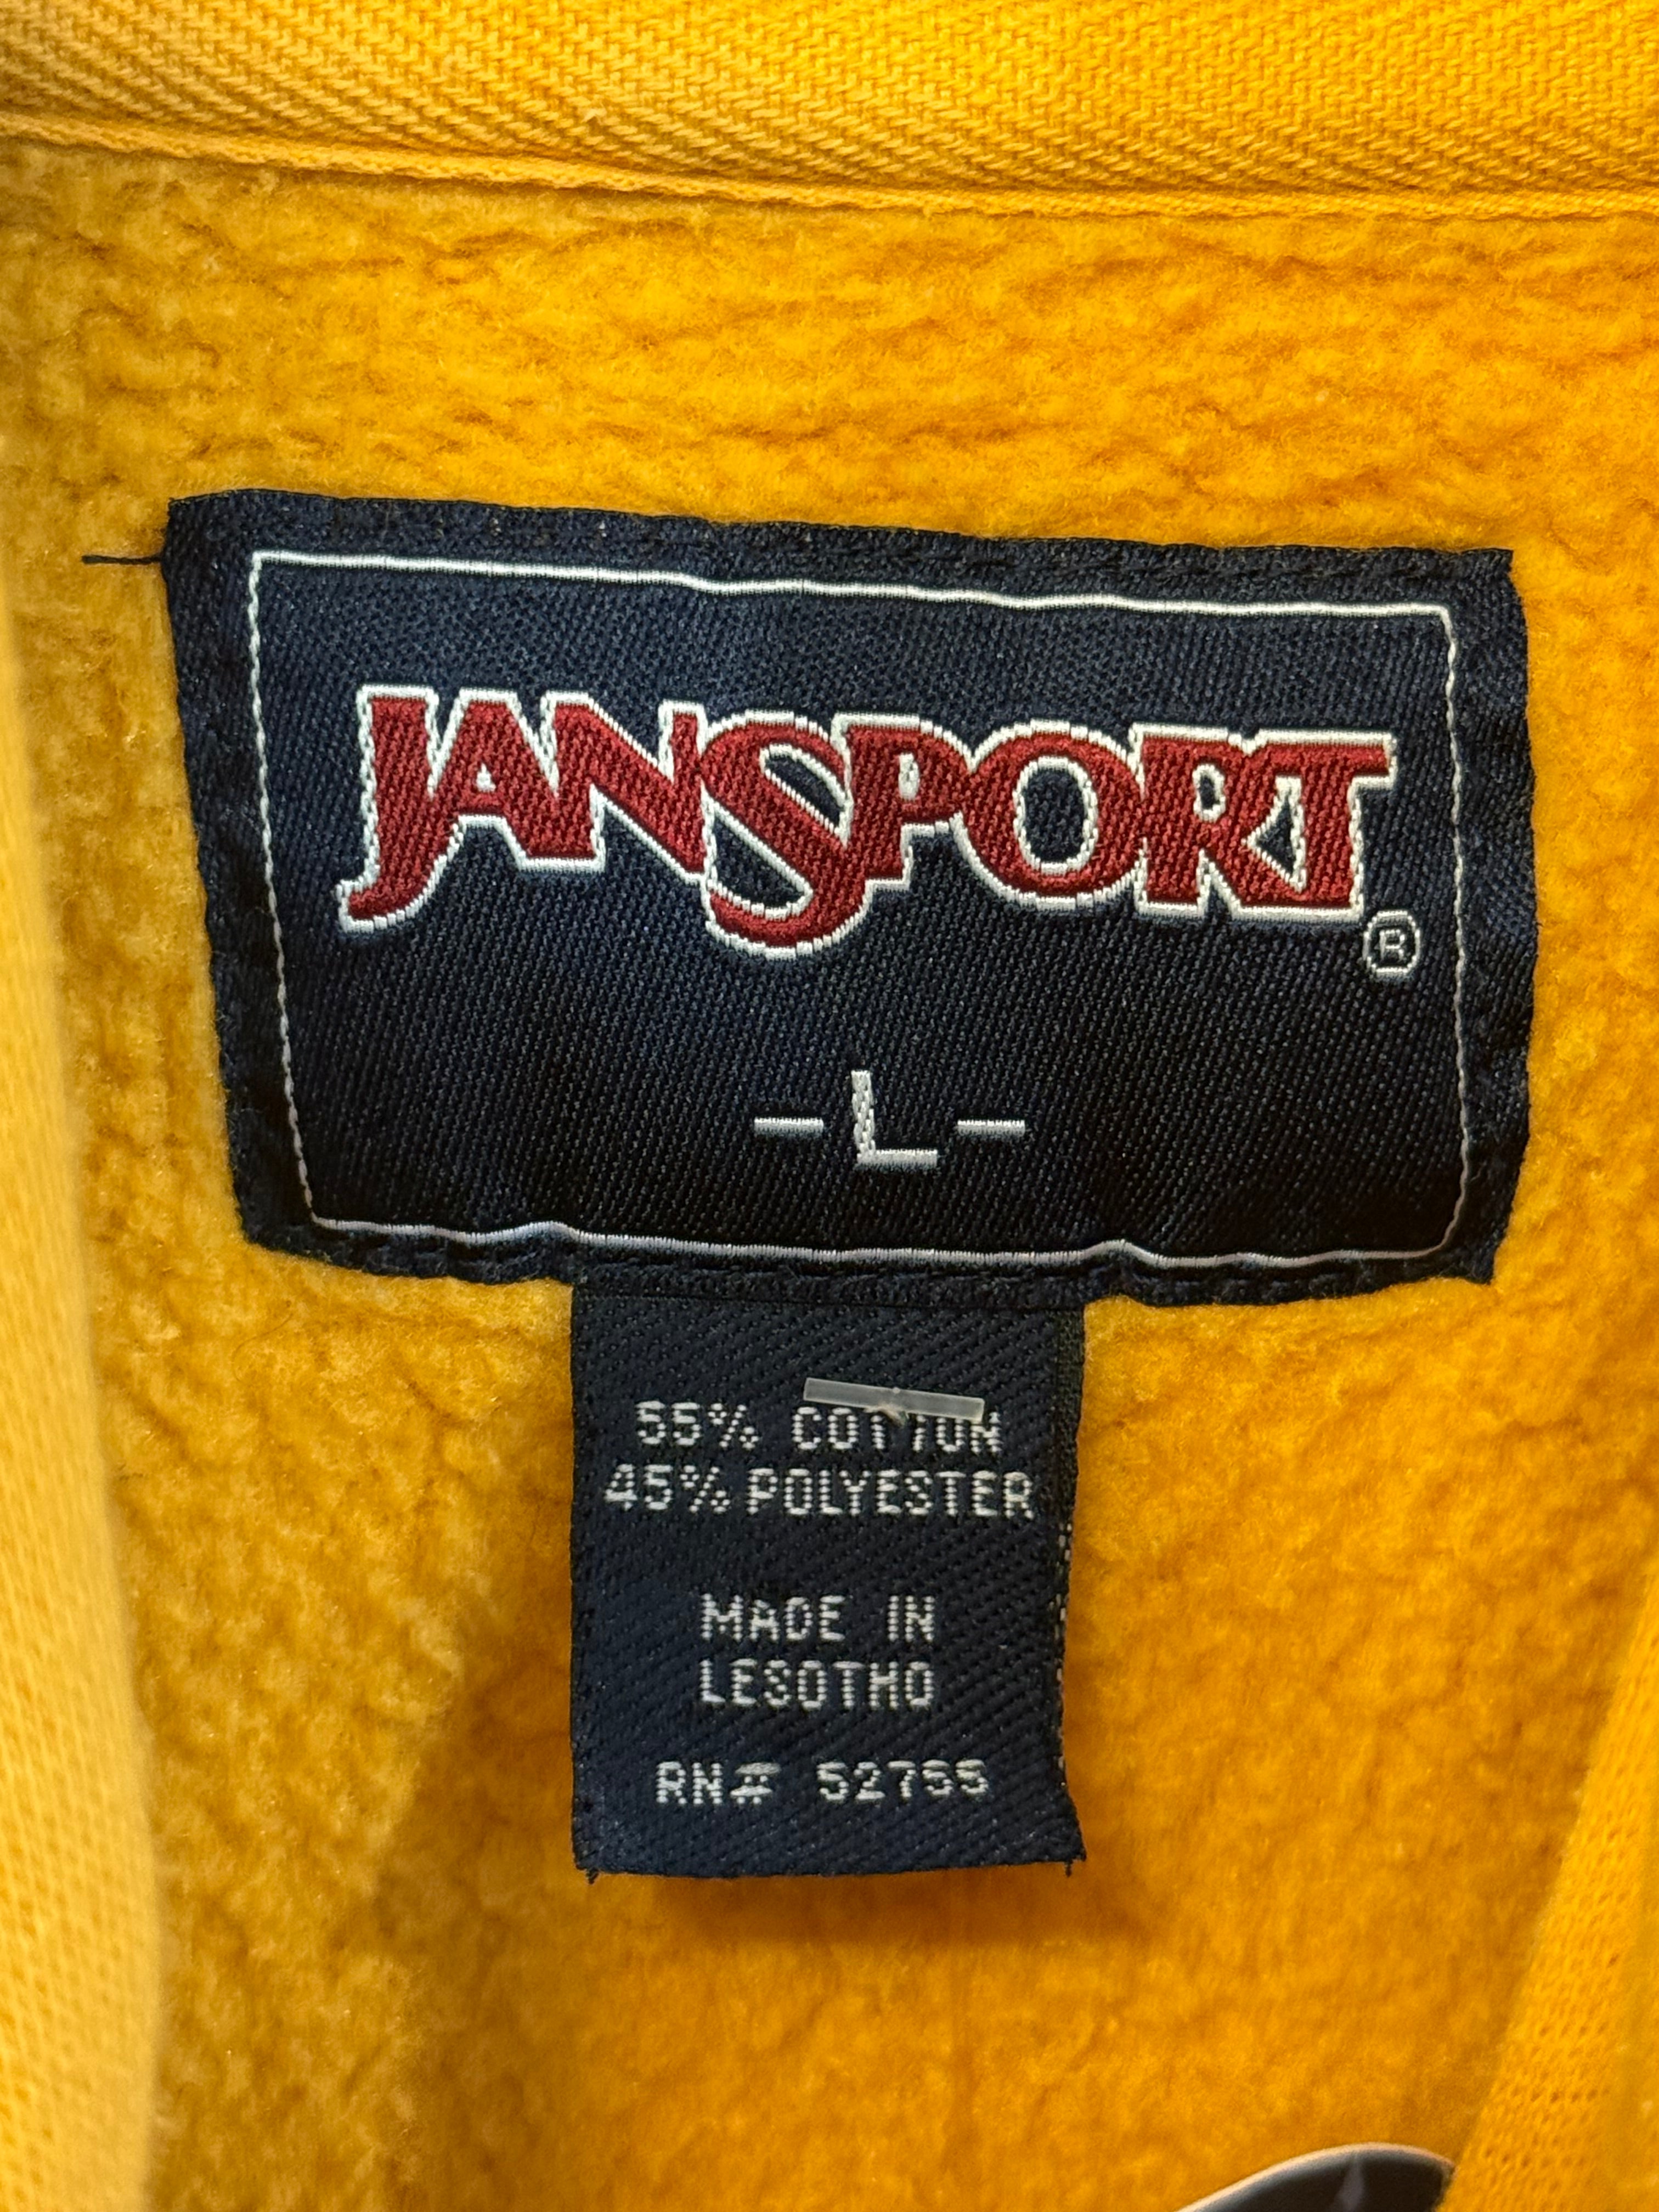 JANSPORT®
-L-
55% COTTON
45% POLYESTER
MADE IN
LESOTHO
RN# 52755